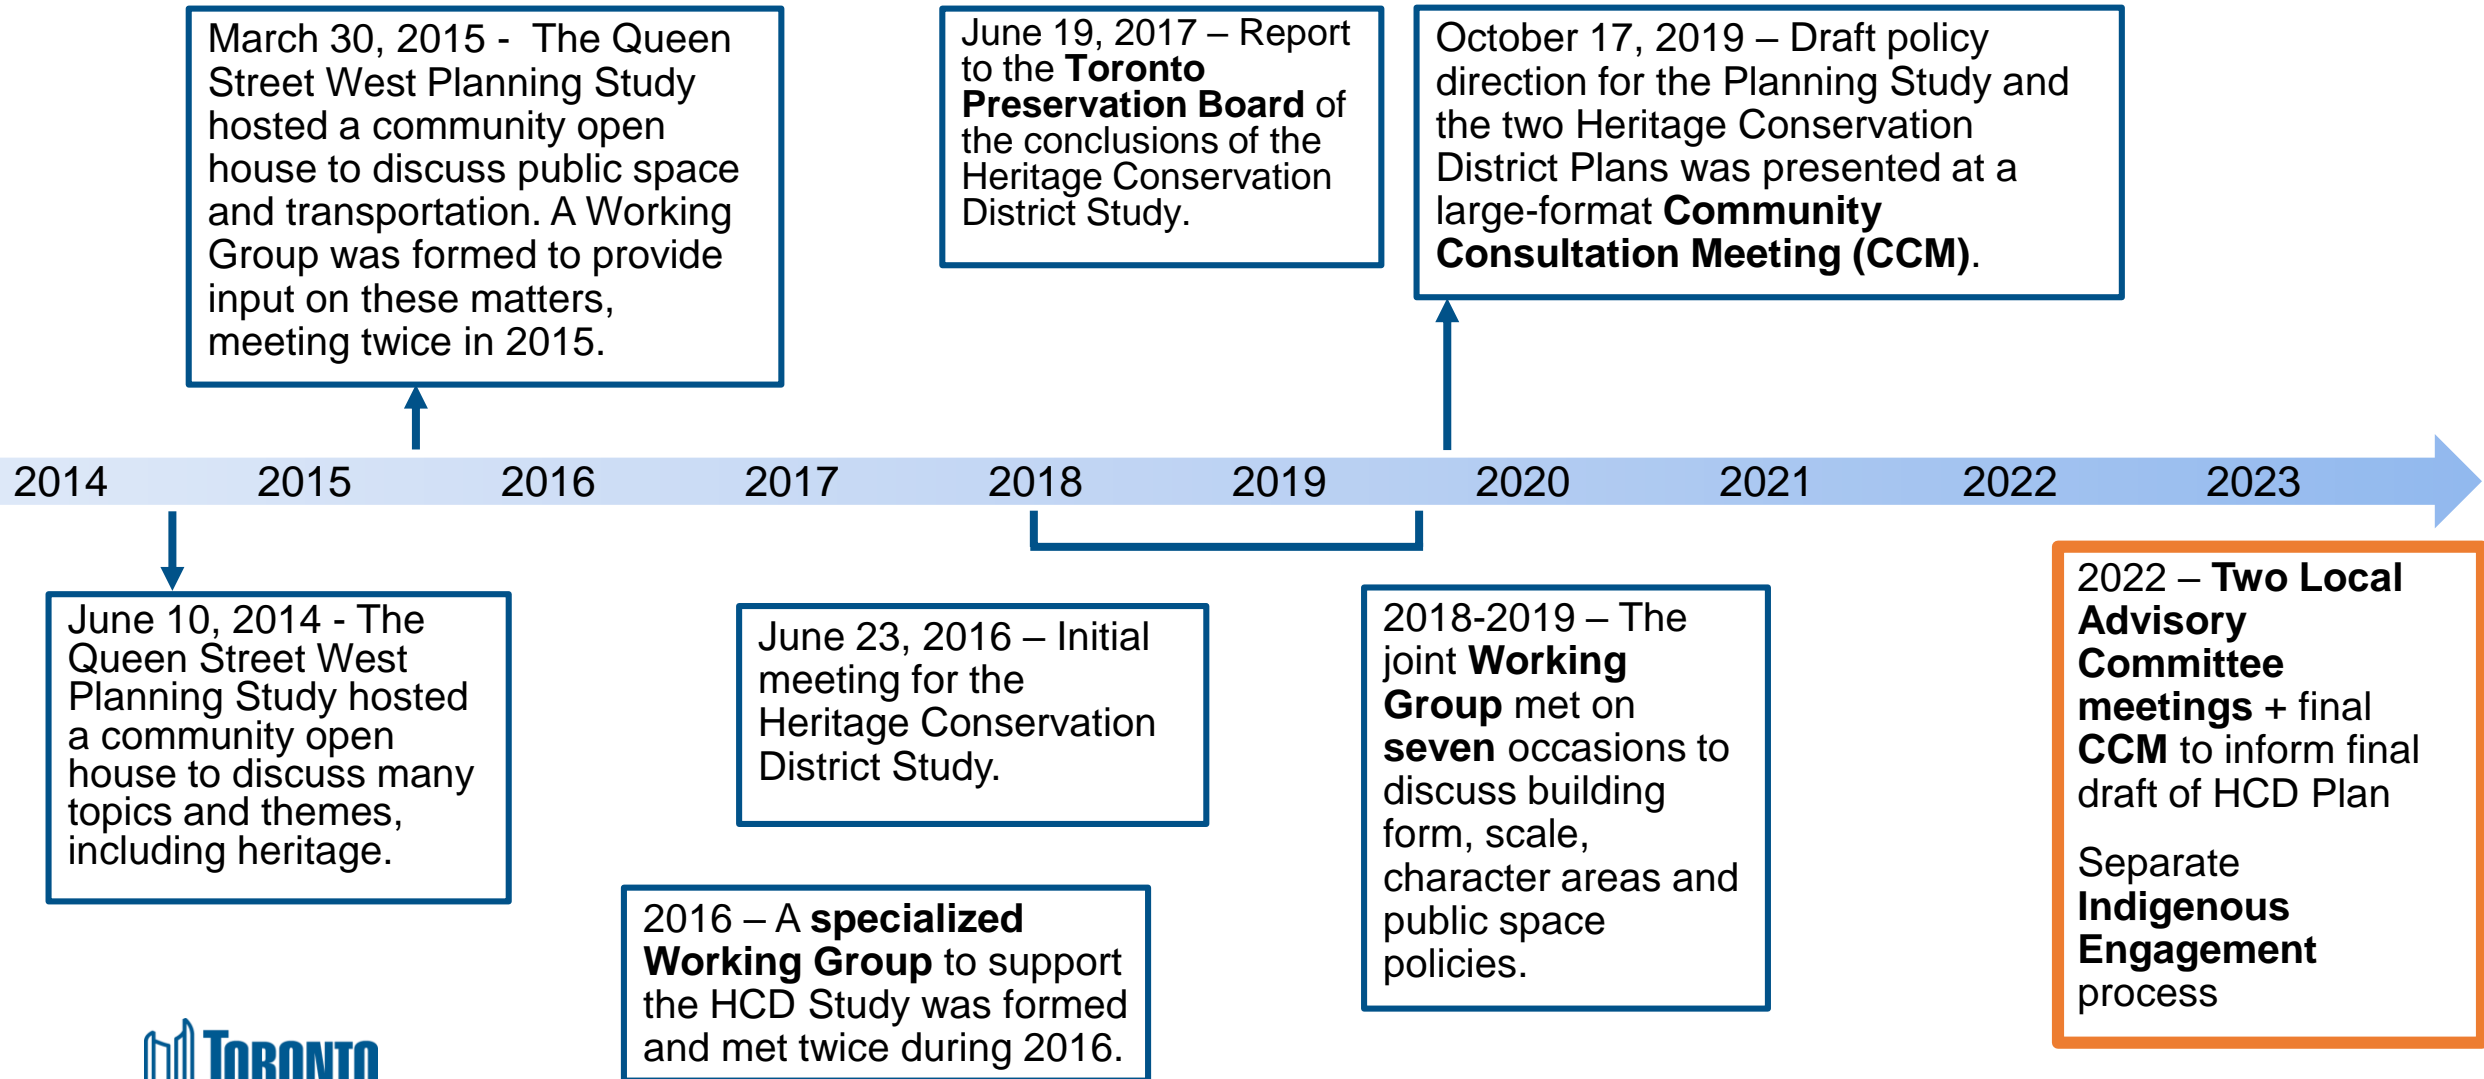 March 30, 2015 - The Queen
Street West Planning Study
hosted a community open
house to discuss public space
and transportation. A Working
Group was formed to provide
input on these matters,
meeting twice in 2015.
June 19, 2017 – Report
to the Toronto
Preservation Board of
the conclusions of the
Heritage Conservation
District Study.
October 17, 2019 – Draft policy
direction for the Planning Study and
the two Heritage Conservation
District Plans was presented at a
large-format Community
Consultation Meeting (CCM).
2014 2015 2016 2017 2018 2019 2020 2021 2022 2023
June 10, 2014 - The
Queen Street West
Planning Study hosted
a community open
house to discuss many
topics and themes,
including heritage.
June 23, 2016 – Initial
meeting for the
Heritage Conservation
District Study.
2016 – A specialized
Working Group to support
the HCD Study was formed
and met twice during 2016.
2018-2019 – The
joint Working
Group met on
seven occasions to
discuss building
form, scale,
character areas and
public space
policies.
2022 – Two Local
Advisory
Committee
meetings + final
CCM to inform final
draft of HCD Plan
Separate
Indigenous
Engagement
process
TORONTO